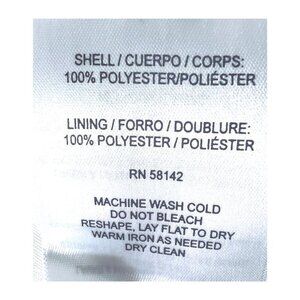 SHELL / CUERPO / CORPS:
100% POLYESTER/POLIÉSTER
LINING / FORRO / DOUBLURE:
100% POLYESTER / POLIÉSTER
RN 58142
MACHINE WASH COLD
DO NOT BLEACH
RESHAPE, LAY FLAT TO DRY
WARM IRON AS NEEDED
DRY CLEAN